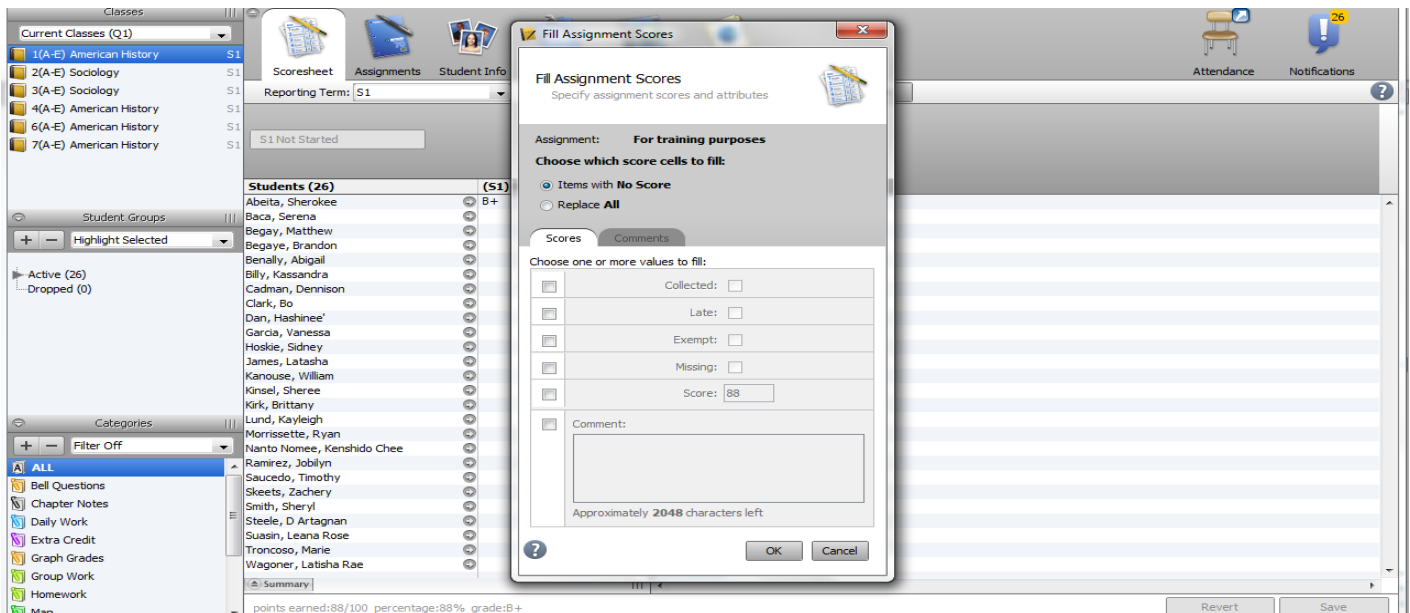 Classes
Current Classes (Q1)
1(A-E) American History S1
2(A-E) Sociology S1
3(A-E) Sociology S1
4(A-E) American History S1
6(A-E) American History S1
7(A-E) American History S1
Student Groups
Highlight Selected
Active (26)
Dropped (0)
Categories
Filter Off
ALL
Bell Questions
Chapter Notes
Daily Work
Extra Credit
Graph Grades
Group Work
Homework
Map
Scoresheet Assignments Student Info
Reporting Term: S1
S1 Not Started
Students (26) (S1)
Abeita, Sherokee B+
Baca, Serena
Begay, Matthew
Begaye, Brandon
Benally, Abigail
Billy, Kassandra
Cadman, Dennison
Clark, Bo
Dan, Hashinee'
Garcia, Vanessa
Hoskie, Sidney
James, Latasha
Kanouse, William
Kinsel, Sheree
Kirk, Brittany
Lund, Kayleigh
Morrissette, Ryan
Nanto Nomee, Kenshido Chee
Ramirez, Jobilyn
Saucedo, Timothy
Skeets, Zachery
Smith, Sheryl
Steele, D Artagnan
Suasin, Leana Rose
Troncoso, Marie
Wagoner, Latisha Rae
Summary
points earned:88/100 percentage:88% grade:B+
Fill Assignment Scores
Fill Assignment Scores
Specify assignment scores and attributes
Assignment: For training purposes
Choose which score cells to fill:
Items with No Score
Replace All
Scores Comments
Choose one or more values to fill:
Collected:
Late:
Exempt:
Missing:
Score: 88
Comment:
Approximately 2048 characters left
? OK Cancel
26
Attendance Notifications
?
Revert Save